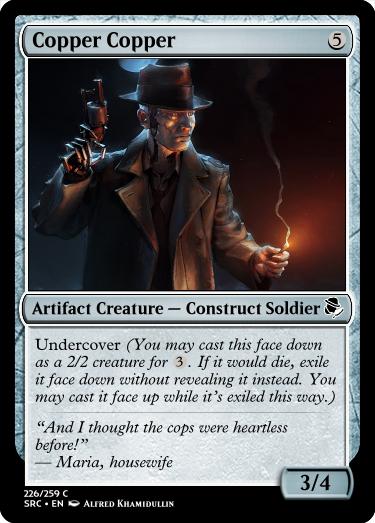 Copper Copper 5
Artifact Creature — Construct Soldier
Undercover (You may cast this face down
as a 2/2 creature for 3. If it would die, exile
it face down without revealing it instead. You
may cast it face up while it's exiled this way.)
"And I thought the cops were heartless
before!"
— Maria, housewife
3/4
226/259 C
SRC • EN Alfred Khamidullin